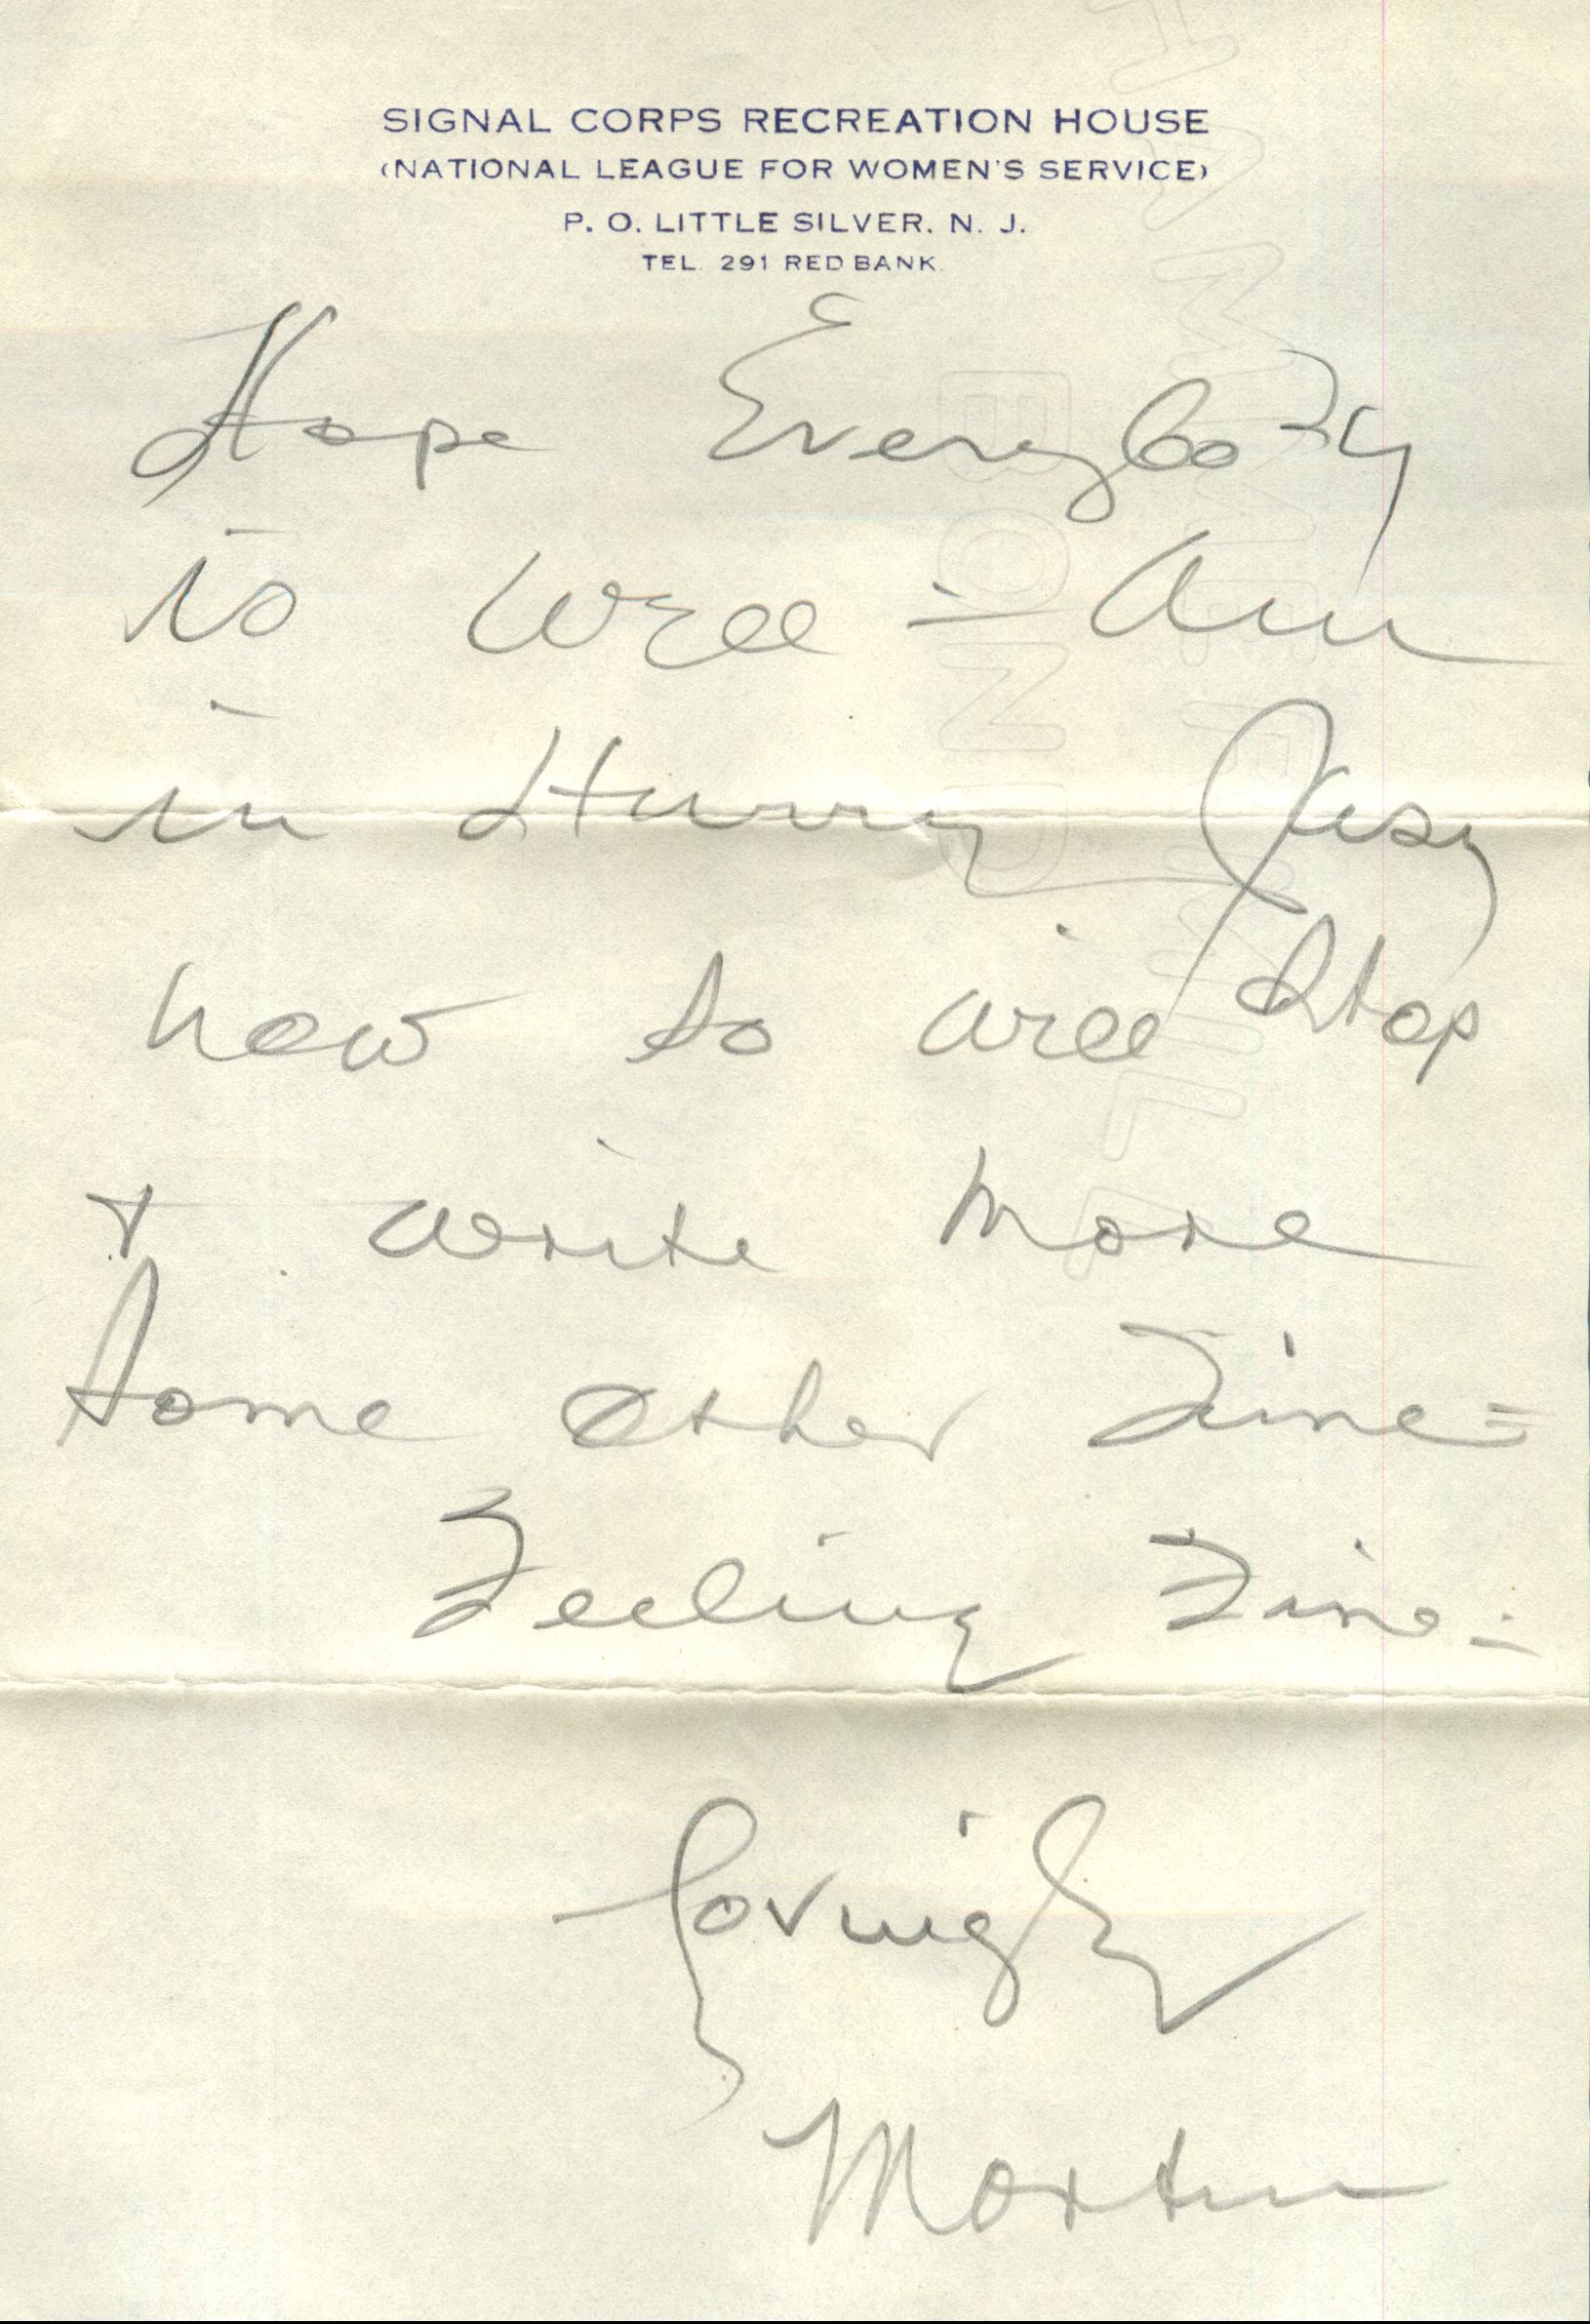 SIGNAL CORPS RECREATION HOUSE
(NATIONAL LEAGUE FOR WOMEN'S SERVICE)
P. O. LITTLE SILVER, N. J.
TEL. 291 RED BANK.
Hope Everybody
is well - Am
in Hurry Just
now so will stop
+ write more
some other Time =
Feeling Fine =
Lovingly
Morton